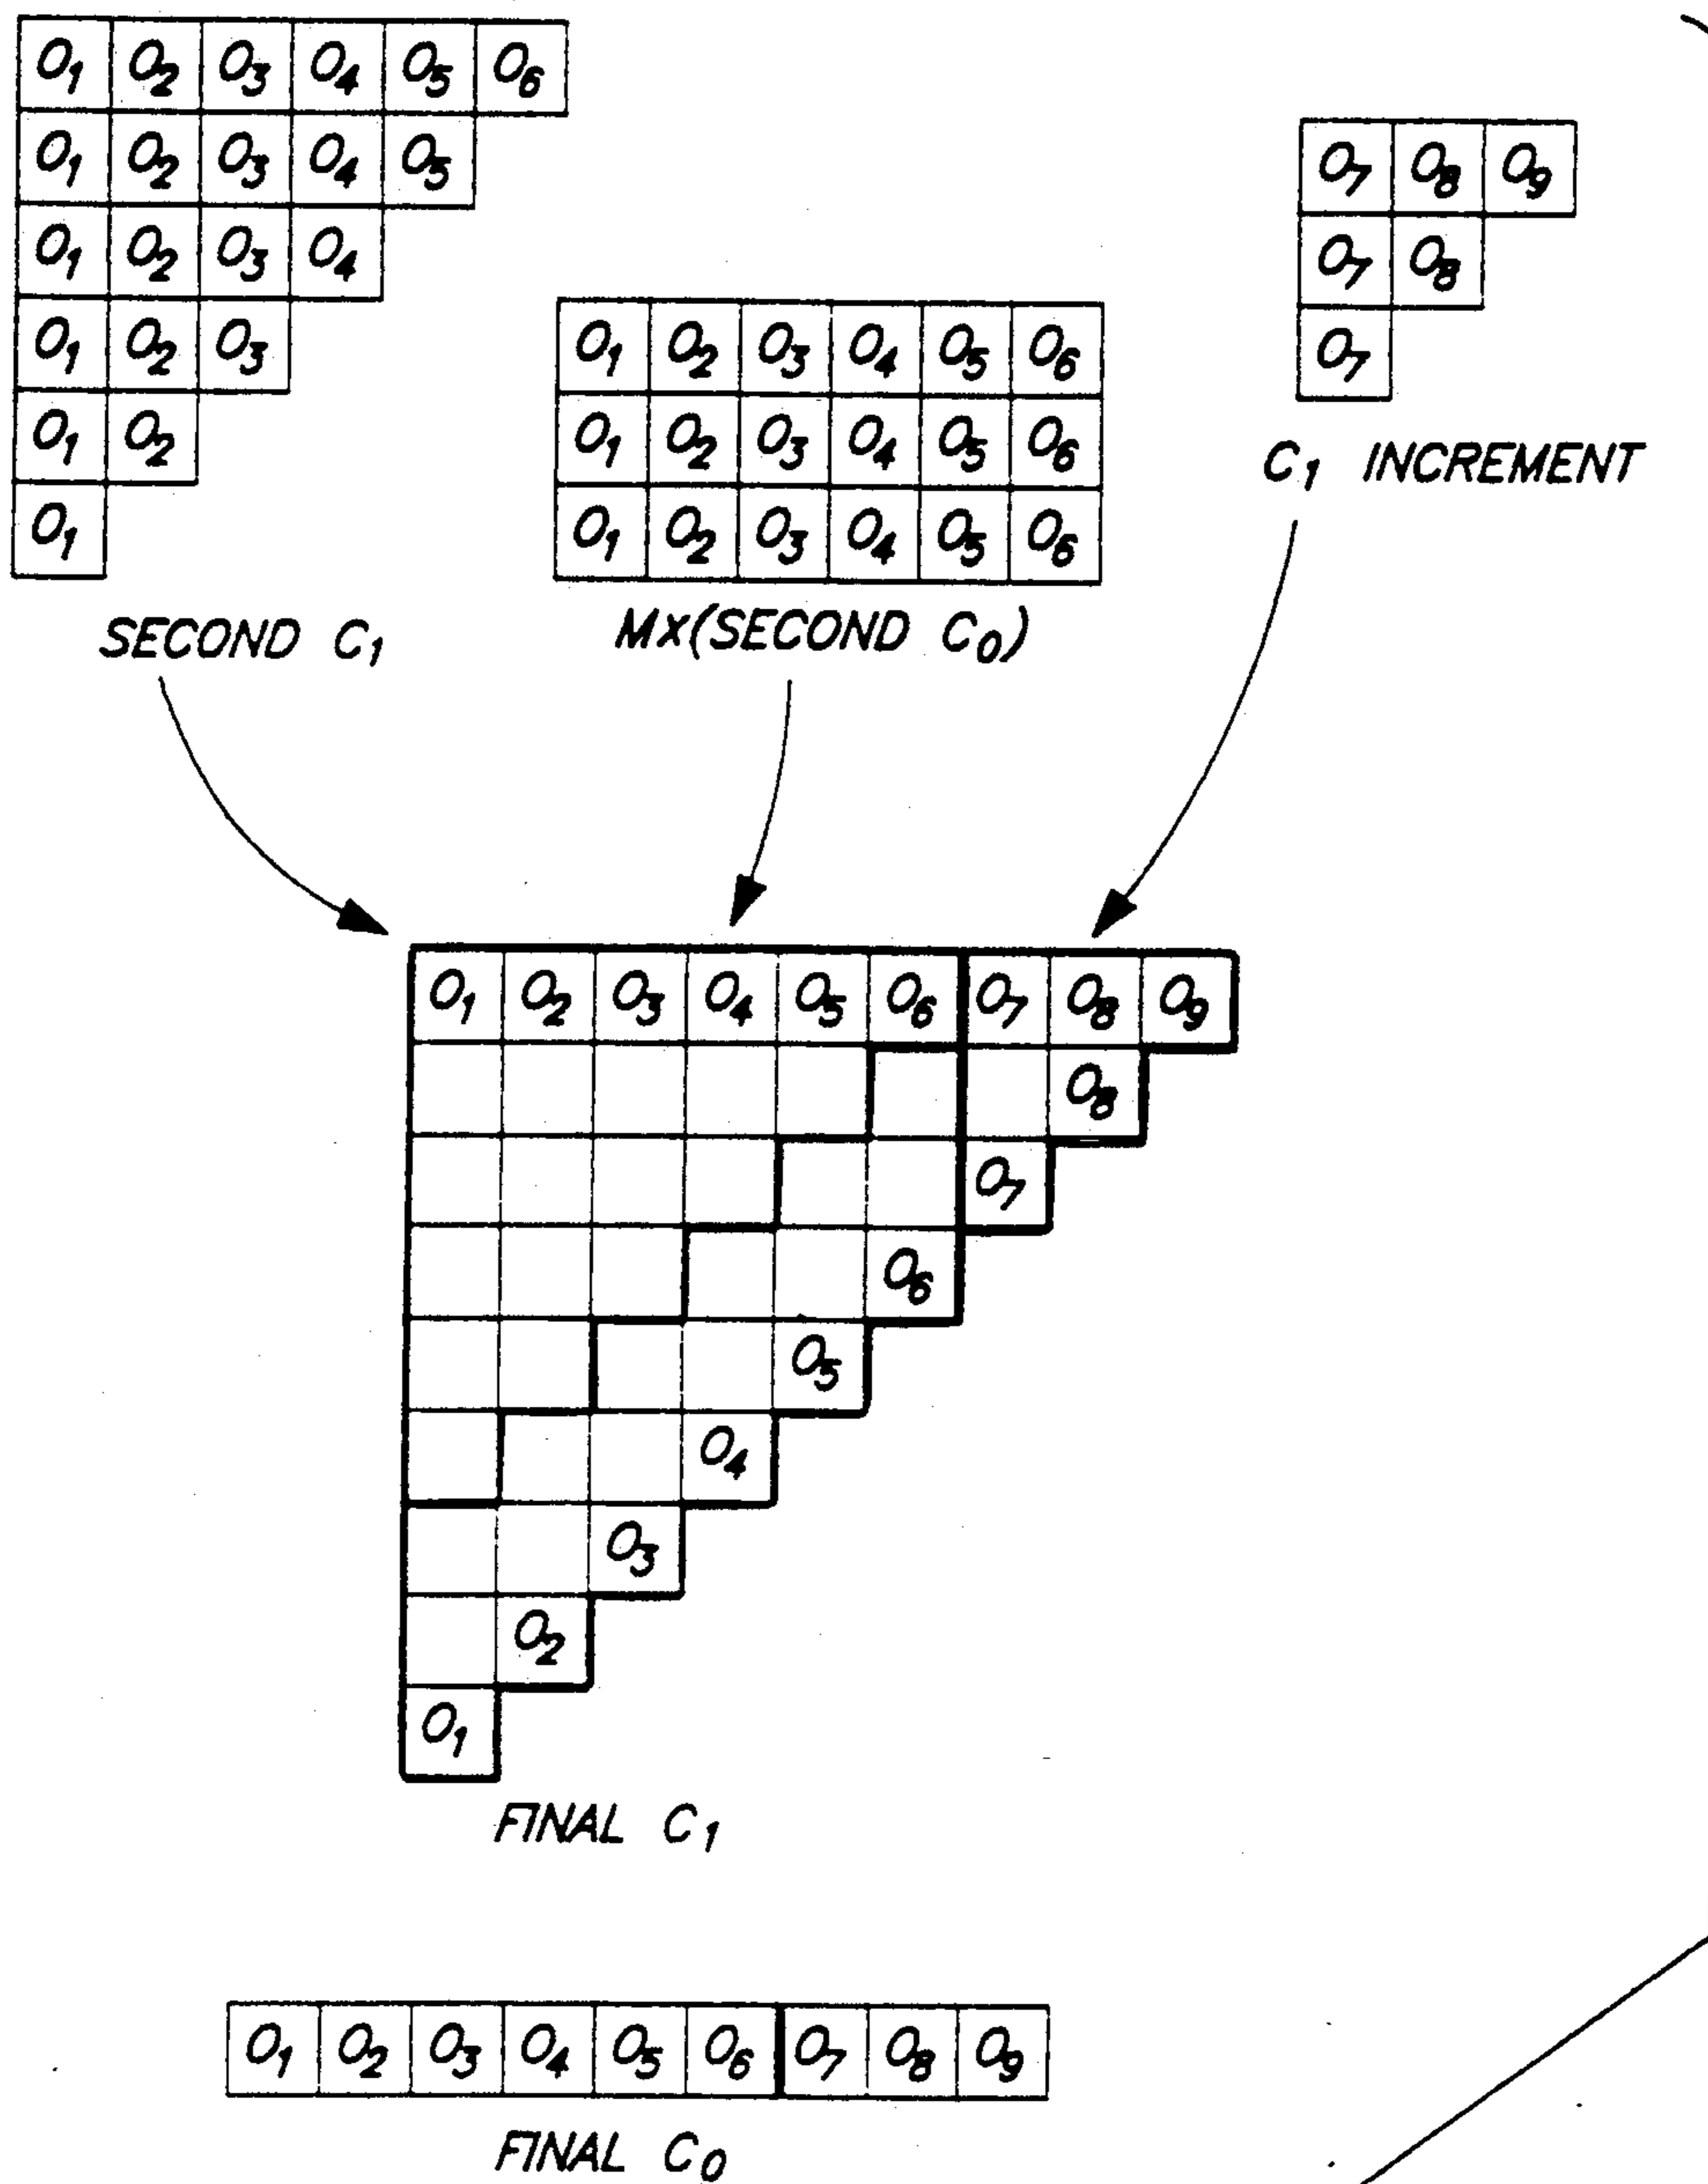 O1 O2 O3 O4 O5 O6
O1 O2 O3 O4 O5
O1 O2 O3 O4
O1 O2 O3
O1 O2
O1
SECOND C1
O1 O2 O3 O4 O5 O6
O1 O2 O3 O4 O5 O6
O1 O2 O3 O4 O5 O6
MX(SECOND C0)
O7 O8 O9
O7 O8
O7
C1 INCREMENT
O1 O2 O3 O4 O5 O6 O7 O8 O9
O8
O7
O6
O5
O4
O3
O2
O1
FINAL C1
O1 O2 O3 O4 O5 O6 O7 O8 O9
FINAL C0